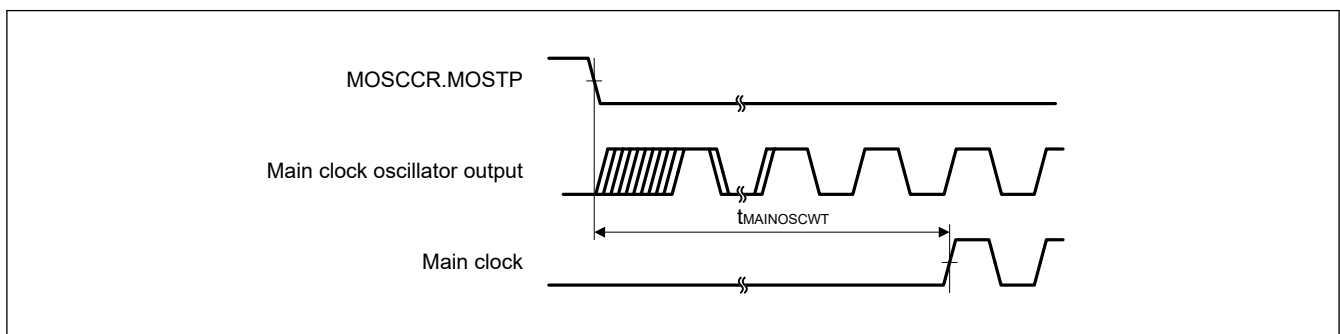 MOSCCR.MOSTP
Main clock oscillator output
tMAINOSCWT
Main clock